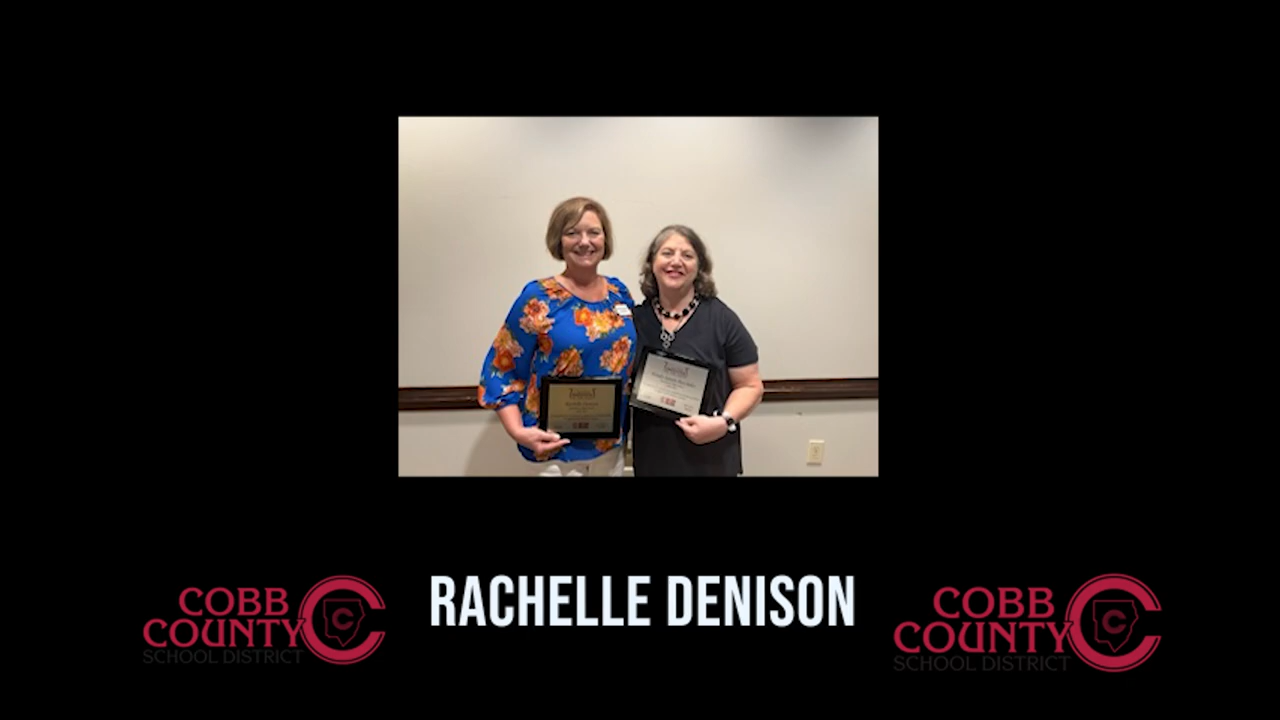 COBB
COUNTY
SCHOOL DISTRICT
C
RACHELLE DENISON
COBB
COUNTY
SCHOOL DISTRICT
C